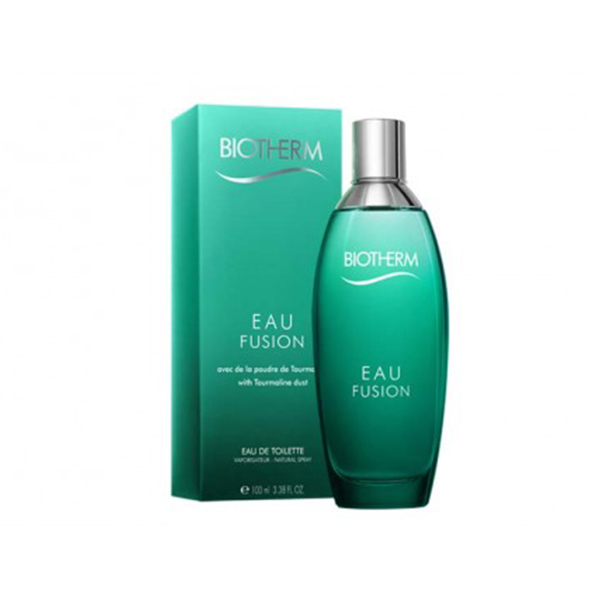 BIOTHERM
EAU
FUSION
avec de la poudre de
with Tourmaline dust
EAU DE TOILETTE
VAPORISATEUR - NATURAL SPRAY
℮ 100 ml 3.38 FL.OZ
BIOTHERM
EAU
FUSION